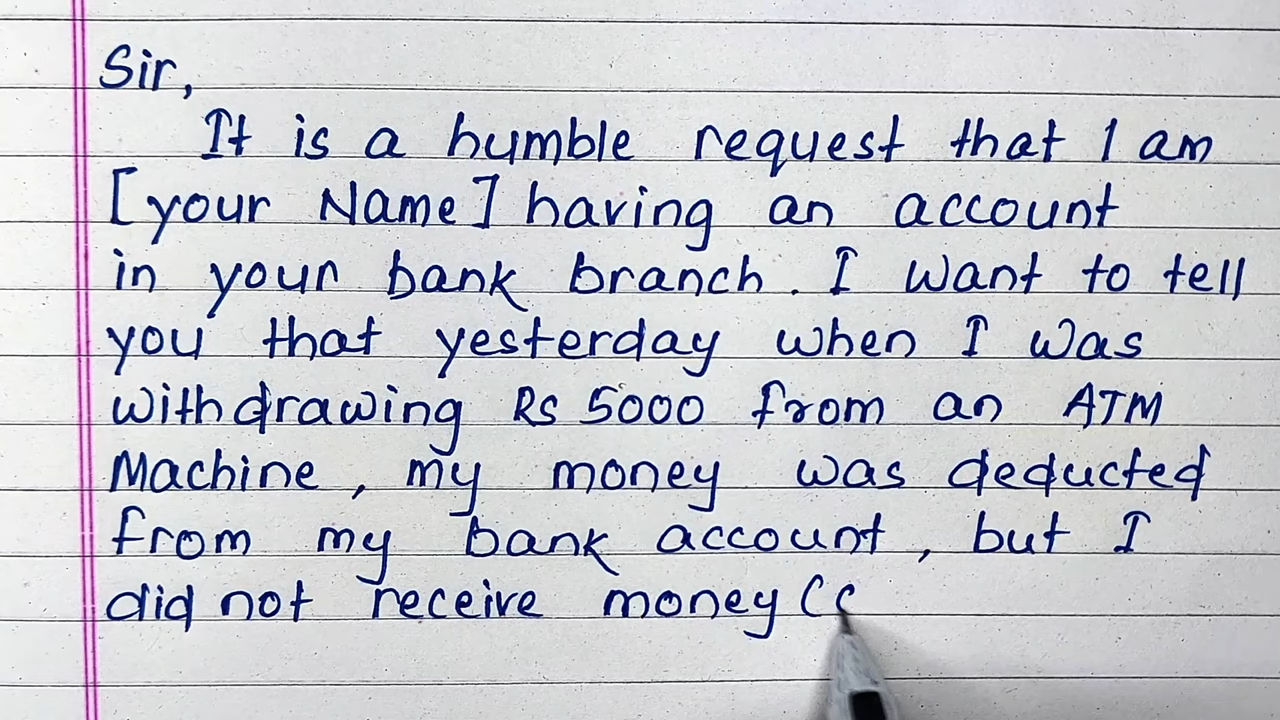 Sir,
It is a humble request that I am
[your Name] having an account
in your bank branch. I want to tell
you that yesterday when I was
withdrawing Rs 5000 from an ATM
Machine, my money was deducted
from my bank account, but I
did not receive money (c